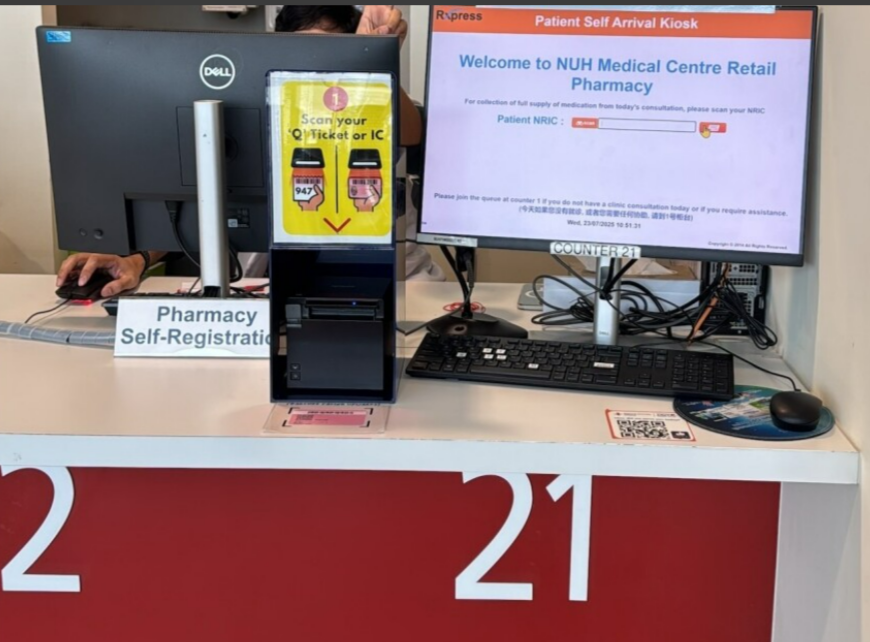 DELL
1
Scan your
'Q' Ticket or IC
947
Pharmacy
Self-Registratio
Patient Self Arrival Kiosk
Welcome to NUH Medical Centre Retail
Pharmacy
For collection of full supply of medication from today's consultation, please scan your NRIC
Patient NRIC :
Please join the queue at counter 1 if you do not have a clinic consultation today or if you require assistance.
Wed, 23/07/2025 10:51:31
COUNTER 21
2
21